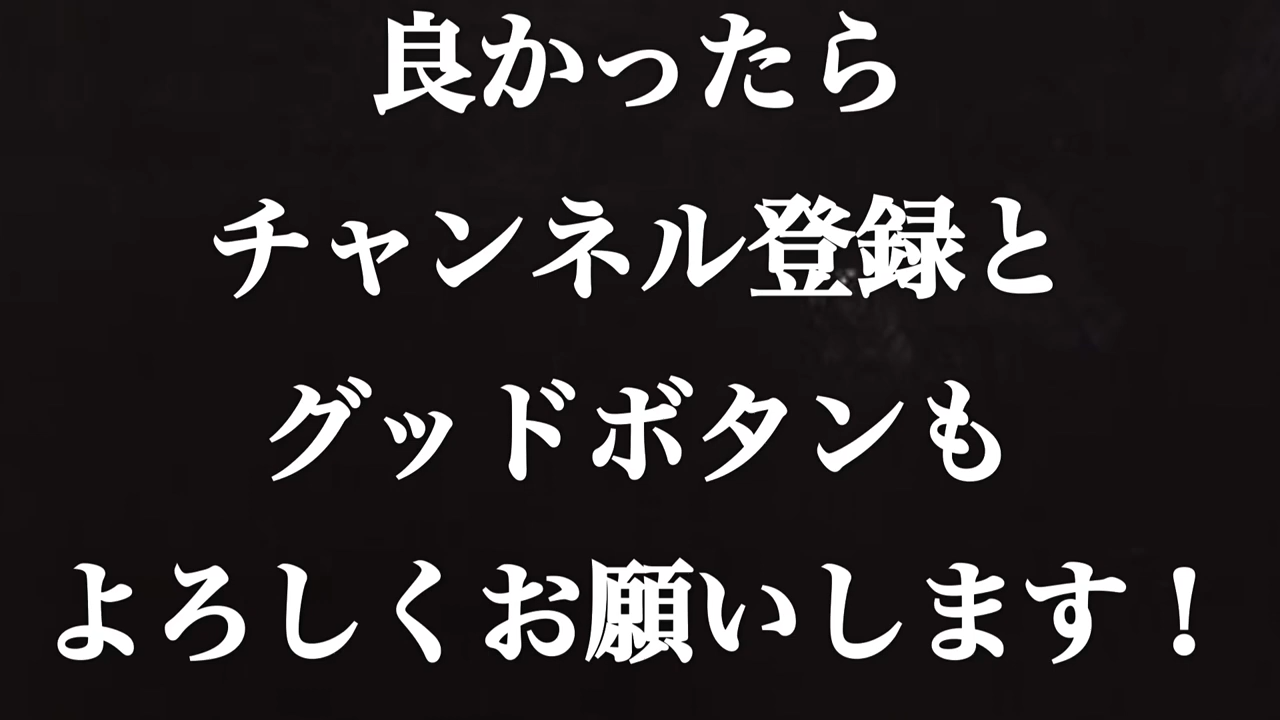 良かったら
チャンネル登録と
グッドボタンも
よろしくお願いします！